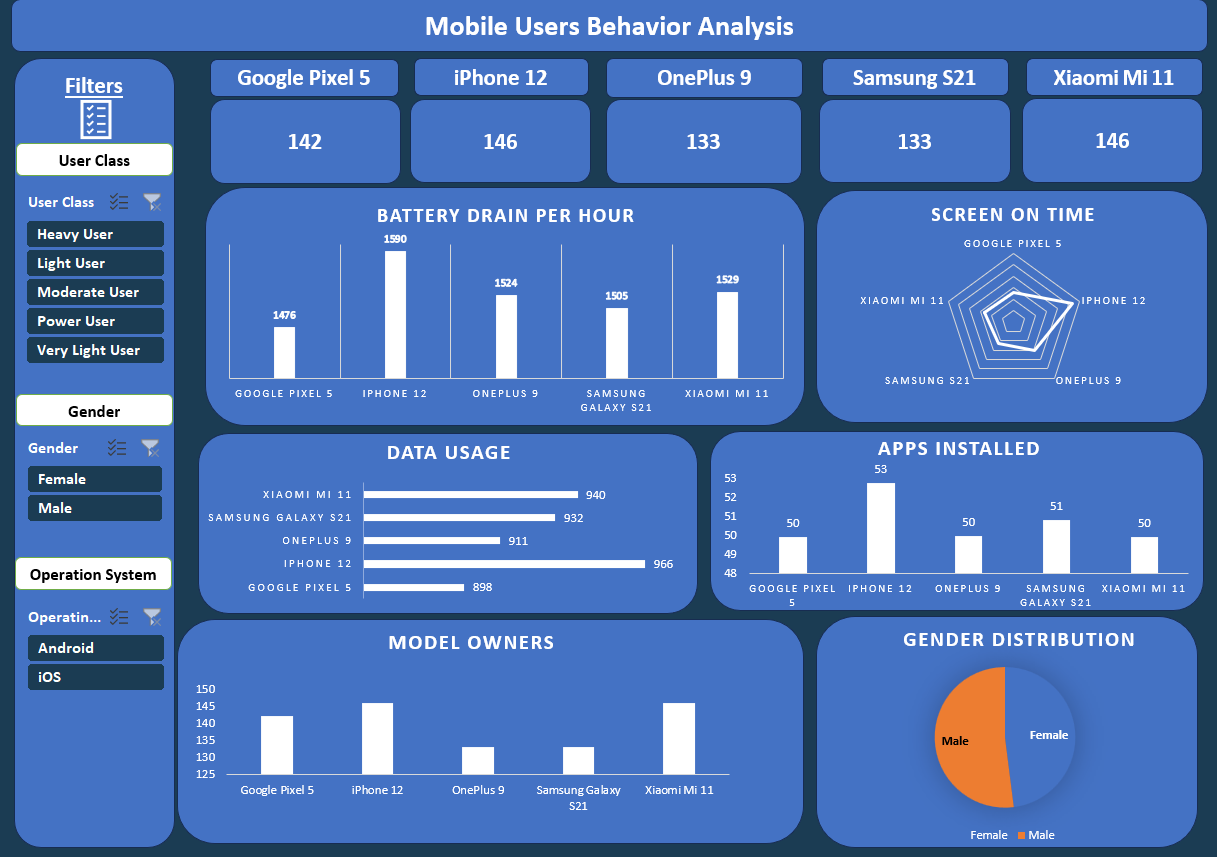 Mobile Users Behavior Analysis
Filters
User Class
User Class
Heavy User
Light User
Moderate User
Power User
Very Light User
Gender
Gender
Female
Male
Operation System
Operatin...
Android
iOS
Google Pixel 5
iPhone 12
OnePlus 9
Samsung S21
Xiaomi Mi 11
142
146
133
133
146
BATTERY DRAIN PER HOUR
1476
1590
1524
1505
1529
GOOGLE PIXEL 5
IPHONE 12
ONEPLUS 9
SAMSUNG
GALAXY S21
XIAOMI MI 11
SCREEN ON TIME
GOOGLE PIXEL 5
IPHONE 12
ONEPLUS 9
SAMSUNG S21
XIAOMI MI 11
DATA USAGE
XIAOMI MI 11
940
SAMSUNG GALAXY S21
932
ONEPLUS 9
911
IPHONE 12
966
GOOGLE PIXEL 5
898
APPS INSTALLED
53
52
51
50
49
48
50
53
50
51
50
GOOGLE PIXEL
5
IPHONE 12
ONEPLUS 9
SAMSUNG
GALAXY S21
XIAOMI MI 11
MODEL OWNERS
150
145
140
135
130
125
Google Pixel 5
iPhone 12
OnePlus 9
Samsung Galaxy
S21
Xiaomi Mi 11
GENDER DISTRIBUTION
Male
Female
Female
Male